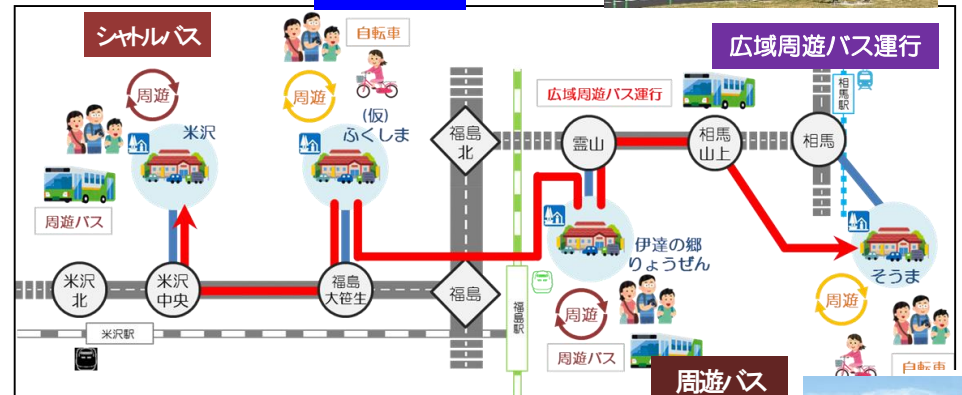 シャトルバス
自転車
広域周遊バス運行
周遊
周遊
(仮)
ふくしま
米沢
広域周遊バス運行
相馬駅
福島
北
霊山
相馬
山上
相馬
周遊バス
伊達の郷
りょうぜん
そうま
米沢
北
米沢
中央
福島
大笹生
福島
福島駅
周遊
周遊
米沢駅
周遊バス
自転車
周遊バス